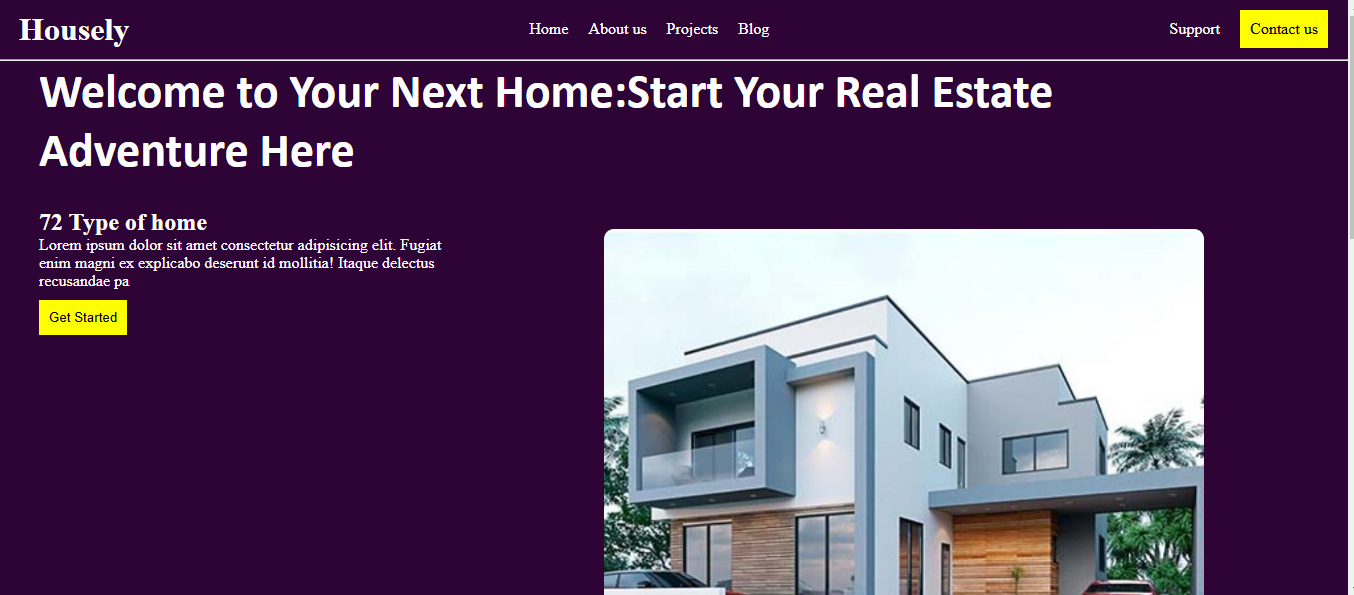 Housely
Home About us Projects Blog
Support Contact us
Welcome to Your Next Home:Start Your Real Estate
Adventure Here
72 Type of home
Lorem ipsum dolor sit amet consectetur adipisicing elit. Fugiat
enim magni ex explicabo deserunt id mollitia! Itaque delectus
recusandae pa
Get Started